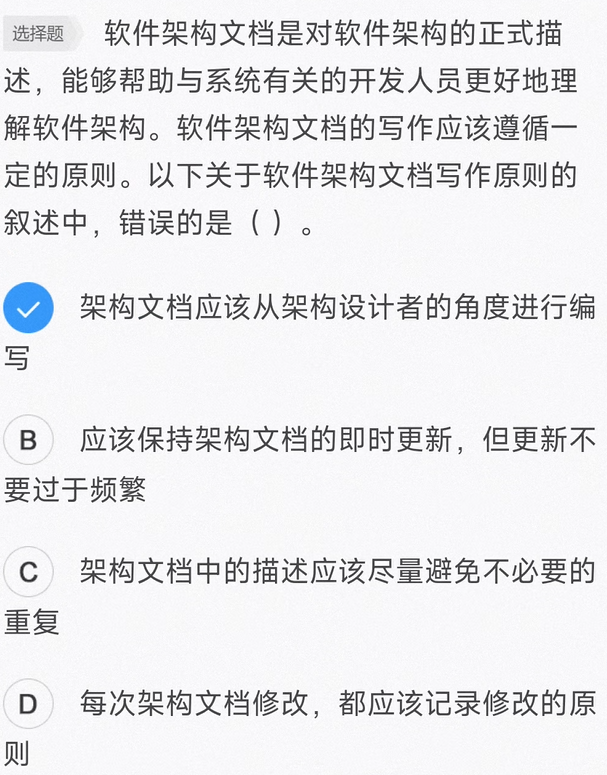 选择题 软件架构文档是对软件架构的正式描
述，能够帮助与系统有关的开发人员更好地理
解软件架构。软件架构文档的写作应该遵循一
定的原则。以下关于软件架构文档写作原则的
叙述中，错误的是（ ）。
架构文档应该从架构设计者的角度进行编
写
B 应该保持架构文档的即时更新，但更新不
要过于频繁
C 架构文档中的描述应该尽量避免不必要的
重复
D 每次架构文档修改，都应该记录修改的原
则